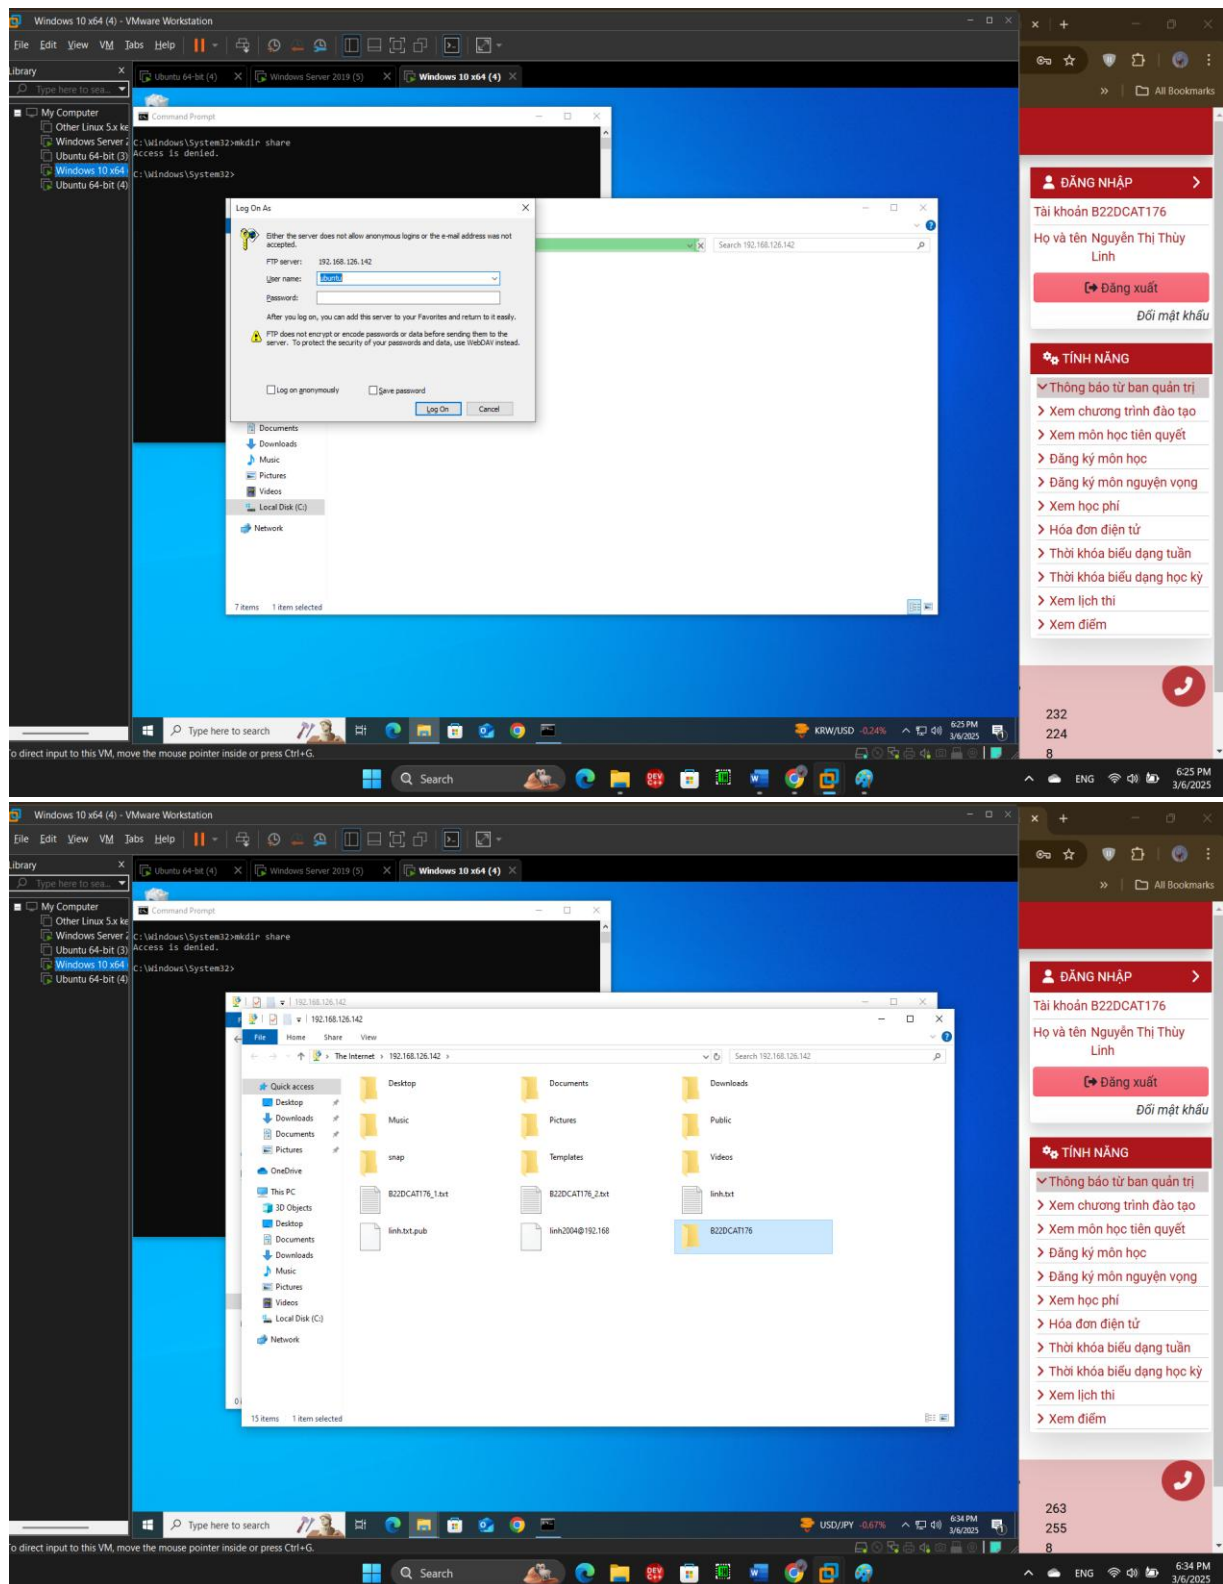 Windows 10 x64 (4) - VMware Workstation
File Edit View VM Tabs Help
Library X
Type here to sea...
Ubuntu 64-bit (4) Windows Server 2019 (5) Windows 10 x64 (4)
All Bookmarks
My Computer
Other Linux 5.x ke
Windows Server 2
Ubuntu 64-bit (3)
Windows 10 x64
Ubuntu 64-bit (4)
Command Prompt
C:\Windows\System32>mkdir share
Access is denied.
C:\Windows\System32>
Log On As
Either the server does not allow anonymous logins or the e-mail address was not
accepted.
FTP server: 192.168.126.142
User name: ubuntu
Password:
After you log on, you can add this server to your Favorites and return to it easily.
FTP does not encrypt or encode passwords or data before sending them to the
server. To protect the security of your passwords and data, use WebDAV instead.
Log on anonymously Save password
Log On Cancel
Search 192.168.126.142
Documents
Downloads
Music
Pictures
Videos
Local Disk (C:)
Network
7 items 1 item selected
ĐĂNG NHẬP
Tài khoản B22DCAT176
Họ và tên Nguyễn Thị Thùy
Linh
Đăng xuất
Đổi mật khẩu
TÍNH NĂNG
Thông báo từ ban quản trị
Xem chương trình đào tạo
Xem môn học tiên quyết
Đăng ký môn học
Đăng ký môn nguyện vọng
Xem học phí
Hóa đơn điện tử
Thời khóa biểu dạng tuần
Thời khóa biểu dạng học kỳ
Xem lịch thi
Xem điểm
232
224
8
Type here to search
KRW/USD -0.24%
6:25 PM
3/6/2025
o direct input to this VM, move the mouse pointer inside or press Ctrl+G.
Search
ENG
6:25 PM
3/6/2025
Windows 10 x64 (4) - VMware Workstation
File Edit View VM Tabs Help
Library X
Type here to sea...
Ubuntu 64-bit (4) Windows Server 2019 (5) Windows 10 x64 (4)
All Bookmarks
My Computer
Other Linux 5.x ke
Windows Server 2
Ubuntu 64-bit (3)
Windows 10 x64
Ubuntu 64-bit (4)
Command Prompt
C:\Windows\System32>mkdir share
Access is denied.
C:\Windows\System32>
192.168.126.142
192.168.126.142
File Home Share View
The Internet > 192.168.126.142 >
Search 192.168.126.142
Quick access
Desktop
Downloads
Documents
Pictures
OneDrive
This PC
3D Objects
Desktop
Documents
Downloads
Music
Pictures
Videos
Local Disk (C:)
Network
Desktop Documents Downloads
Music Pictures Public
snap Templates Videos
B22DCAT176_1.txt B22DCAT176_2.txt linh.txt
linh.txt.pub linh2004@192.168 B22DCAT176
15 items 1 item selected
ĐĂNG NHẬP
Tài khoản B22DCAT176
Họ và tên Nguyễn Thị Thùy
Linh
Đăng xuất
Đổi mật khẩu
TÍNH NĂNG
Thông báo từ ban quản trị
Xem chương trình đào tạo
Xem môn học tiên quyết
Đăng ký môn học
Đăng ký môn nguyện vọng
Xem học phí
Hóa đơn điện tử
Thời khóa biểu dạng tuần
Thời khóa biểu dạng học kỳ
Xem lịch thi
Xem điểm
263
255
8
Type here to search
USD/JPY -0.67%
6:34 PM
3/6/2025
o direct input to this VM, move the mouse pointer inside or press Ctrl+G.
Search
ENG
6:34 PM
3/6/2025